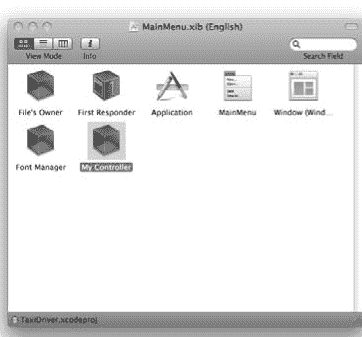 MainMenu.xib (English)
View Mode Info Search Field
File's Owner First Responder Application MainMenu Window (Wind...
Font Manager My Controller
TaxiDriver.xcodeproj